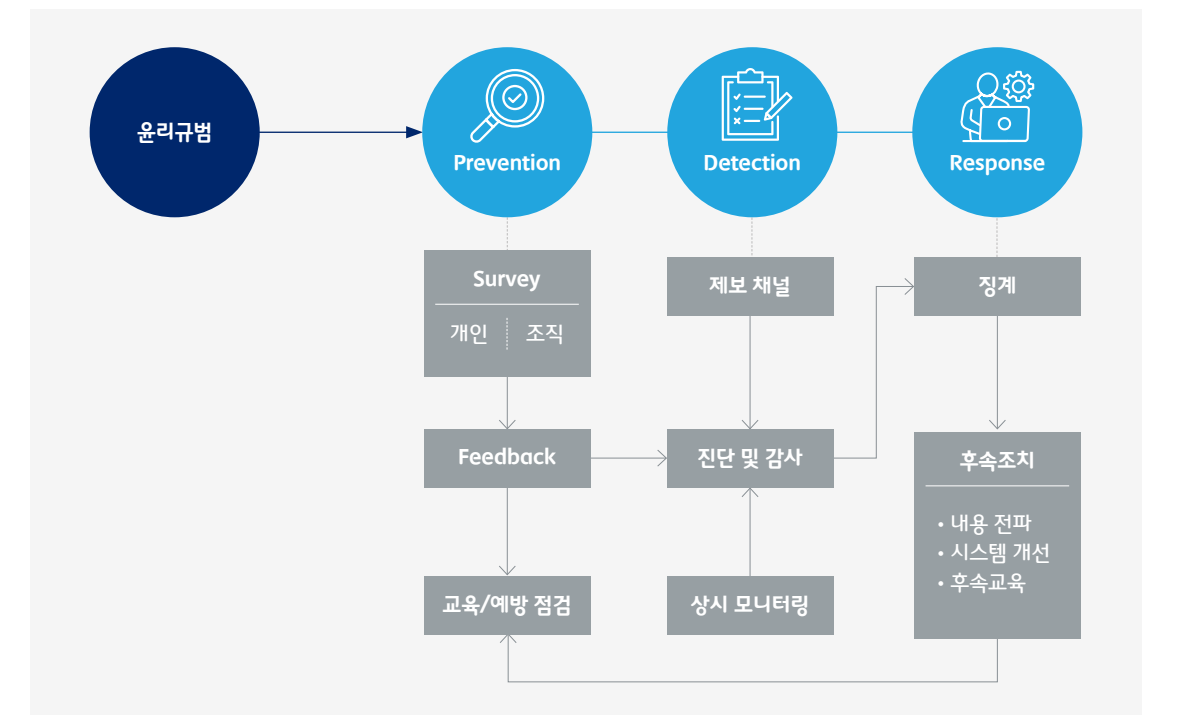 윤리규범
Prevention
Detection
Response
Survey
개인
조직
제보 채널
징계
Feedback
진단 및 감사
후속조치
• 내용 전파
• 시스템 개선
• 후속교육
교육/예방 점검
상시 모니터링